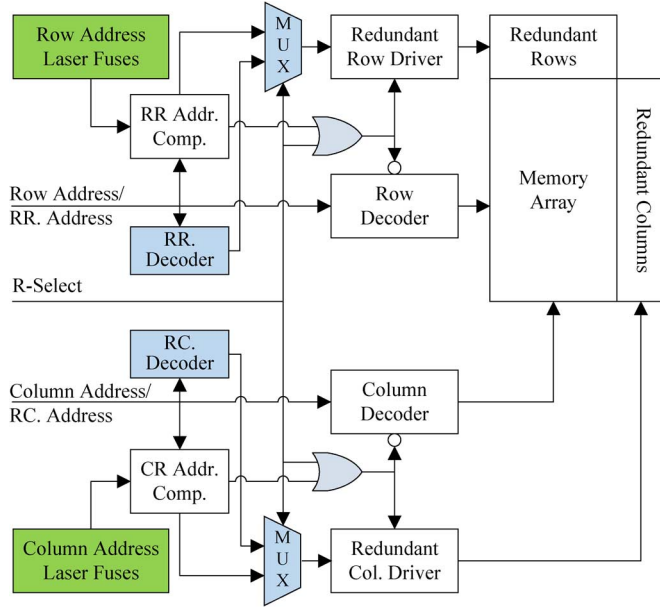 Row Address
Laser Fuses
MUX
Redundant
Row Driver
Redundant
Rows
RR Addr.
Comp.
Row Address/
RR. Address
Row
Decoder
Memory
Array
Redundant Columns
RR.
Decoder
R-Select
RC.
Decoder
Column Address/
RC. Address
Column
Decoder
CR Addr.
Comp.
Column Address
Laser Fuses
MUX
Redundant
Col. Driver